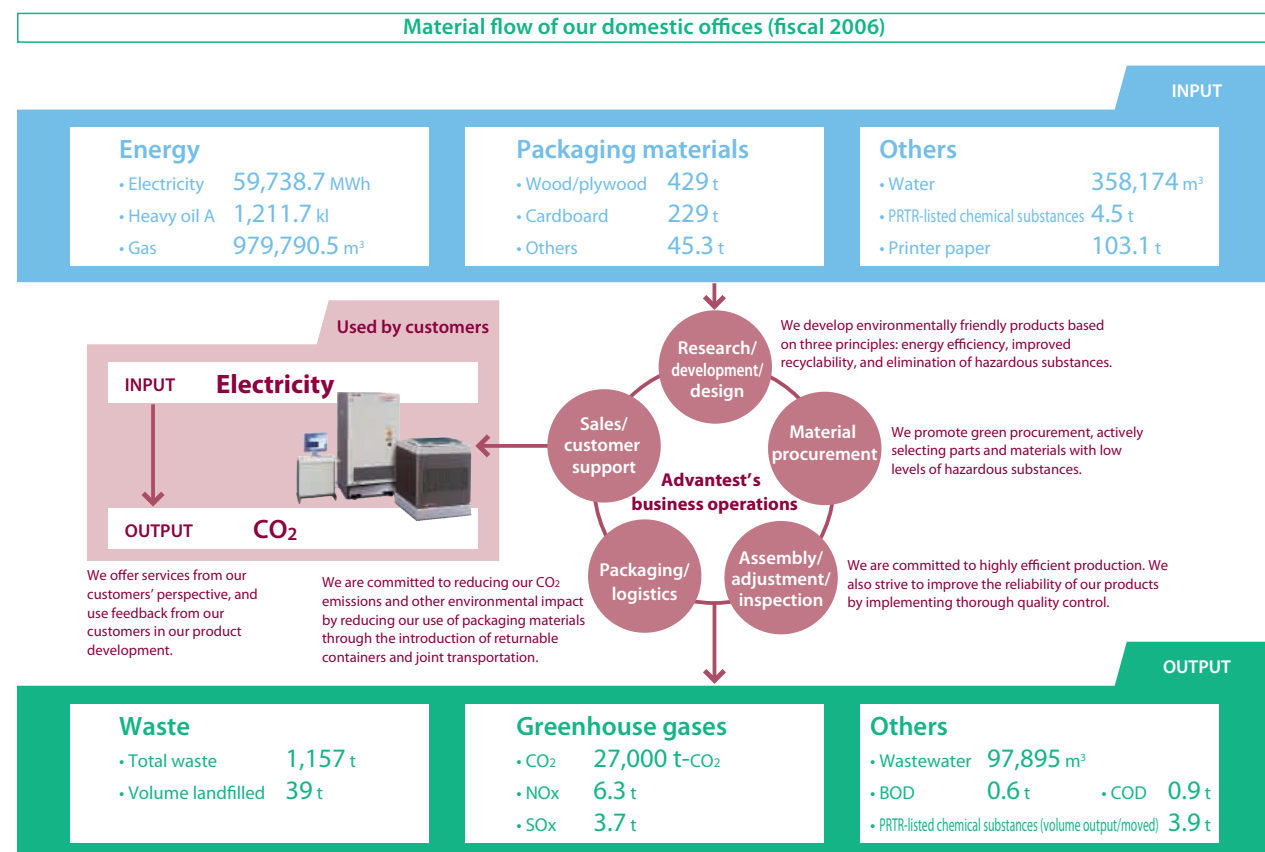 Material flow of our domestic offices (fiscal 2006)
INPUT
Energy
• Electricity 59,738.7 MWh
• Heavy oil A 1,211.7 kl
• Gas 979,790.5 m³
Packaging materials
• Wood/plywood 429 t
• Cardboard 229 t
• Others 45.3 t
Others
• Water 358,174 m³
• PRTR-listed chemical substances 4.5 t
• Printer paper 103.1 t
Used by customers
INPUT Electricity
OUTPUT CO₂
We offer services from our
customers’ perspective, and
use feedback from our
customers in our product
development.
Research/
development/
design
We develop environmentally friendly products based
on three principles: energy efficiency, improved
recyclability, and elimination of hazardous substances.
Material
procurement
We promote green procurement, actively
selecting parts and materials with low
levels of hazardous substances.
Sales/
customer
support
Advantest’s
business operations
Assembly/
adjustment/
inspection
We are committed to highly efficient production. We
also strive to improve the reliability of our products
by implementing thorough quality control.
Packaging/
logistics
We are committed to reducing our CO₂
emissions and other environmental impact
by reducing our use of packaging materials
through the introduction of returnable
containers and joint transportation.
OUTPUT
Waste
• Total waste 1,157 t
• Volume landfilled 39 t
Greenhouse gases
• CO₂ 27,000 t-CO₂
• NOx 6.3 t
• SOx 3.7 t
Others
• Wastewater 97,895 m³
• BOD 0.6 t • COD 0.9 t
• PRTR-listed chemical substances (volume output/moved) 3.9 t